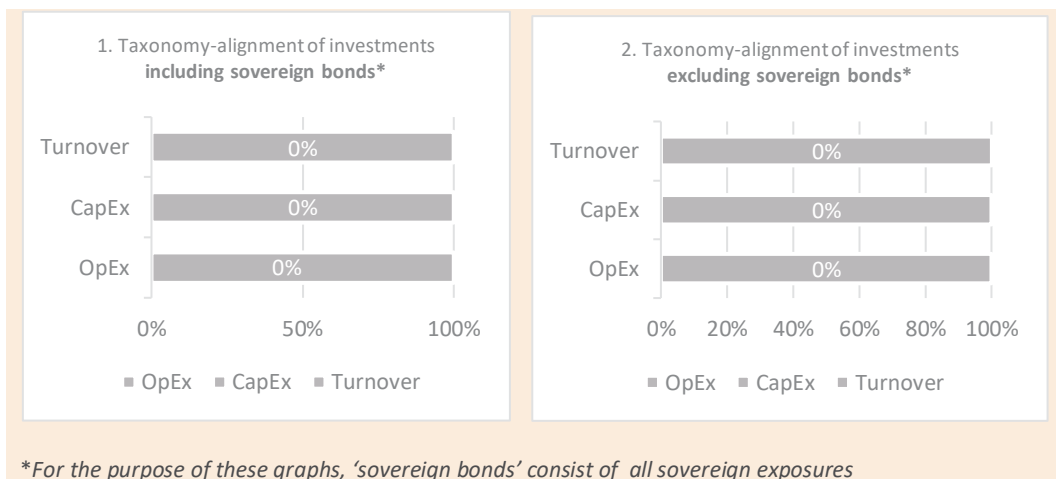 1. Taxonomy-alignment of investments
including sovereign bonds*
Turnover
0%
CapEx
0%
OpEx
0%
0% 50% 100%
OpEx CapEx Turnover
2. Taxonomy-alignment of investments
excluding sovereign bonds*
Turnover
0%
CapEx
0%
OpEx
0%
0% 20% 40% 60% 80% 100%
OpEx CapEx Turnover
*For the purpose of these graphs, ‘sovereign bonds’ consist of all sovereign exposures